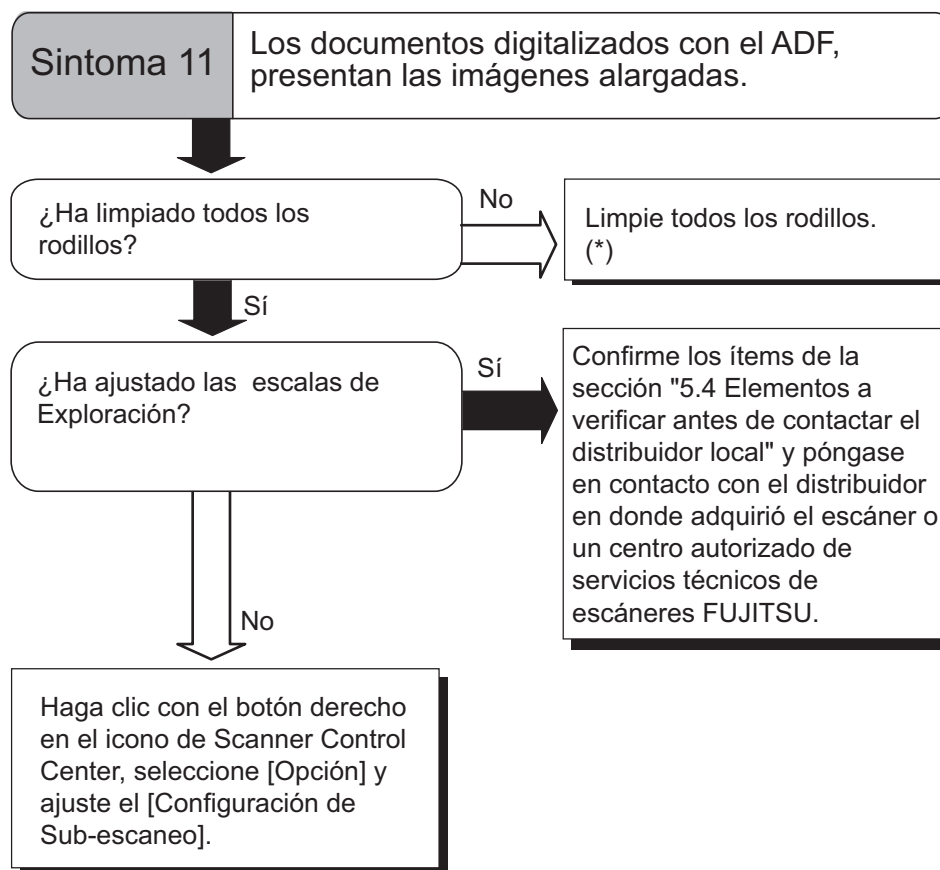 Sintoma 11
Los documentos digitalizados con el ADF,
presentan las imágenes alargadas.
¿Ha limpiado todos los
rodillos?
No
Limpie todos los rodillos.
(*)
Sí
¿Ha ajustado las escalas de
Exploración?
Sí
Confirme los ítems de la
sección "5.4 Elementos a
verificar antes de contactar el
distribuidor local" y póngase
en contacto con el distribuidor
en donde adquirió el escáner o
un centro autorizado de
servicios técnicos de
escáneres FUJITSU.
No
Haga clic con el botón derecho
en el icono de Scanner Control
Center, seleccione [Opción] y
ajuste el [Configuración de
Sub-escaneo].